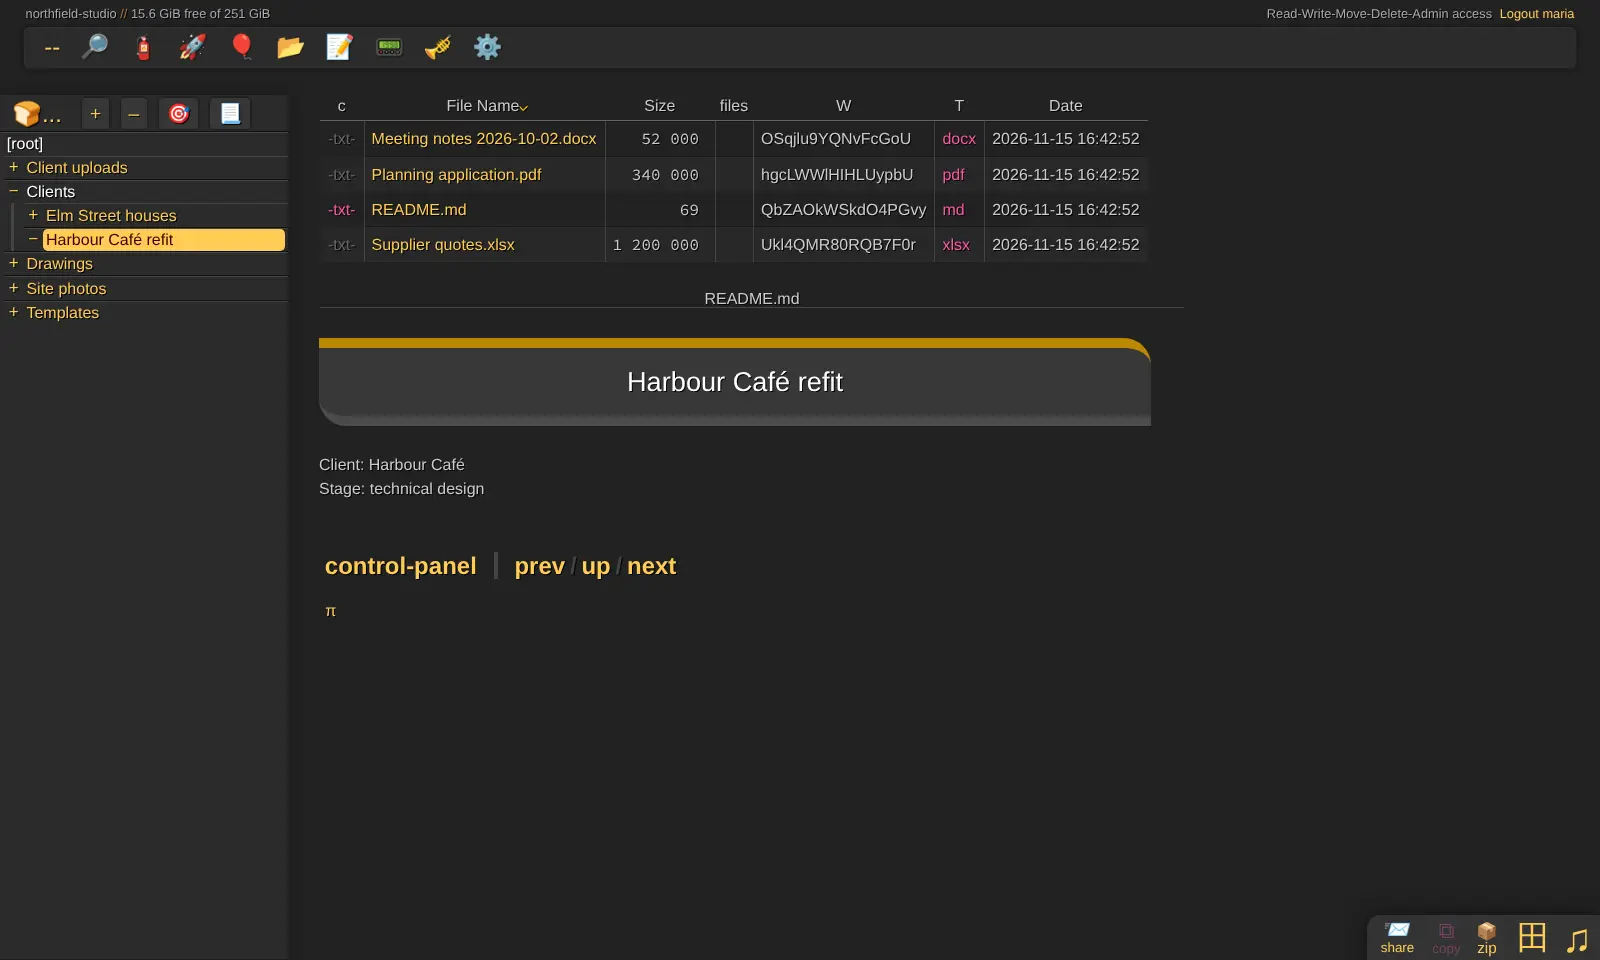 northfield-studio // 15.6 GiB free of 251 GiB
Read-Write-Move-Delete-Admin access Logout maria
--
... + –
[root]
+ Client uploads
− Clients
+ Elm Street houses
− Harbour Café refit
+ Drawings
+ Site photos
+ Templates
c File Name Size files W T Date
-txt- Meeting notes 2026-10-02.docx 52 000 OSqjlu9YQNvFcGoU docx 2026-11-15 16:42:52
-txt- Planning application.pdf 340 000 hgcLWWlHIHLUypbU pdf 2026-11-15 16:42:52
-txt- README.md 69 QbZAOkWSkdO4PGvy md 2026-11-15 16:42:52
-txt- Supplier quotes.xlsx 1 200 000 Ukl4QMR80RQB7F0r xlsx 2026-11-15 16:42:52
README.md
Harbour Café refit
Client: Harbour Café
Stage: technical design
control-panel | prev / up / next
π
share copy zip 田 ♫